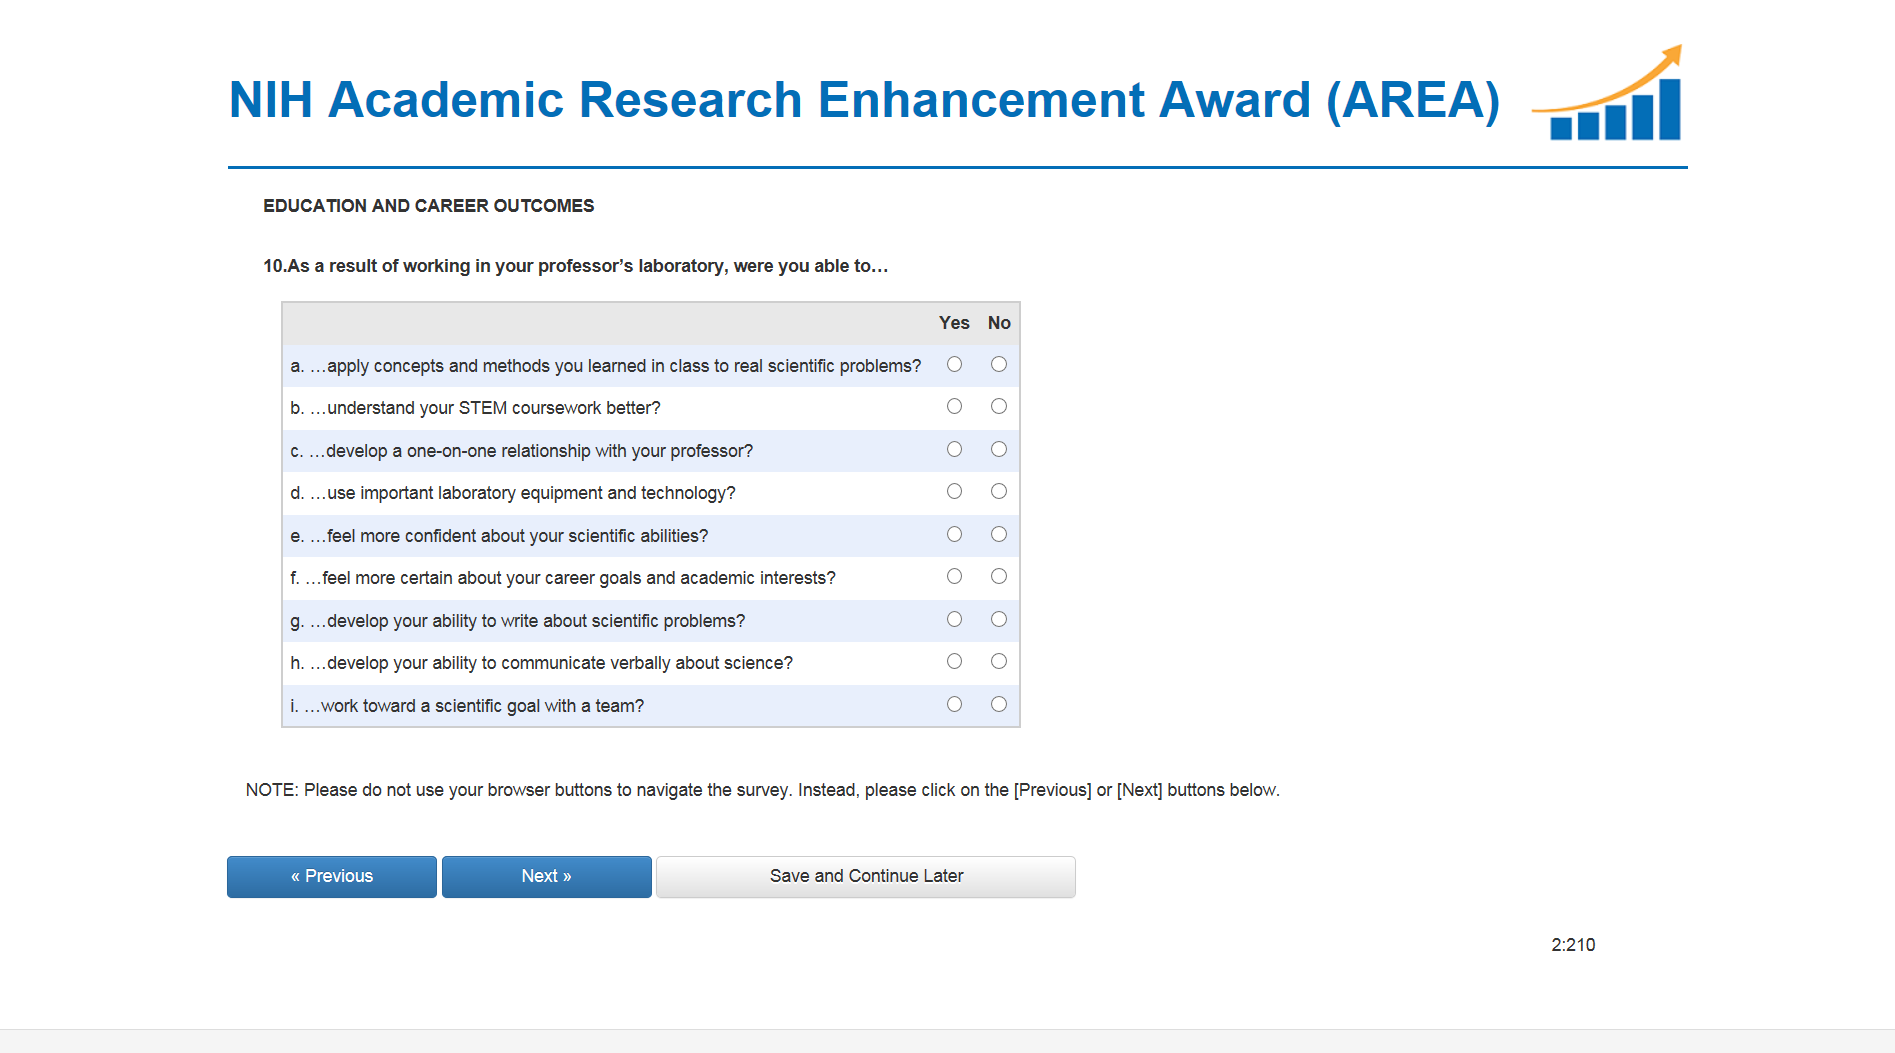 NIH Academic Research Enhancement Award (AREA)
EDUCATION AND CAREER OUTCOMES
10.As a result of working in your professor’s laboratory, were you able to…
Yes No
a. …apply concepts and methods you learned in class to real scientific problems?
b. …understand your STEM coursework better?
c. …develop a one-on-one relationship with your professor?
d. …use important laboratory equipment and technology?
e. …feel more confident about your scientific abilities?
f. …feel more certain about your career goals and academic interests?
g. …develop your ability to write about scientific problems?
h. …develop your ability to communicate verbally about science?
i. …work toward a scientific goal with a team?
NOTE: Please do not use your browser buttons to navigate the survey. Instead, please click on the [Previous] or [Next] buttons below.
« Previous Next » Save and Continue Later
2:210